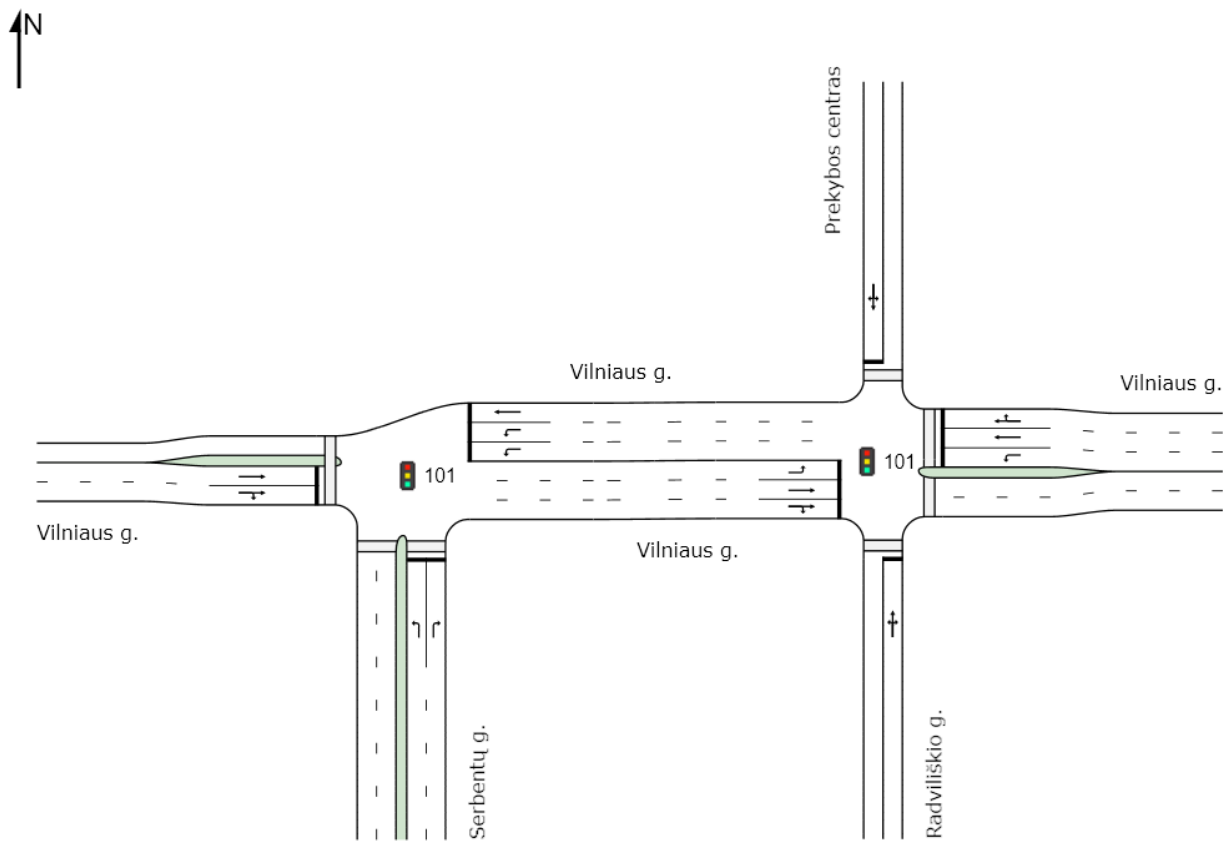 N
Prekybos centras
Vilniaus g.
Vilniaus g.
101
101
Vilniaus g.
Vilniaus g.
Serbentų g.
Radviliškio g.